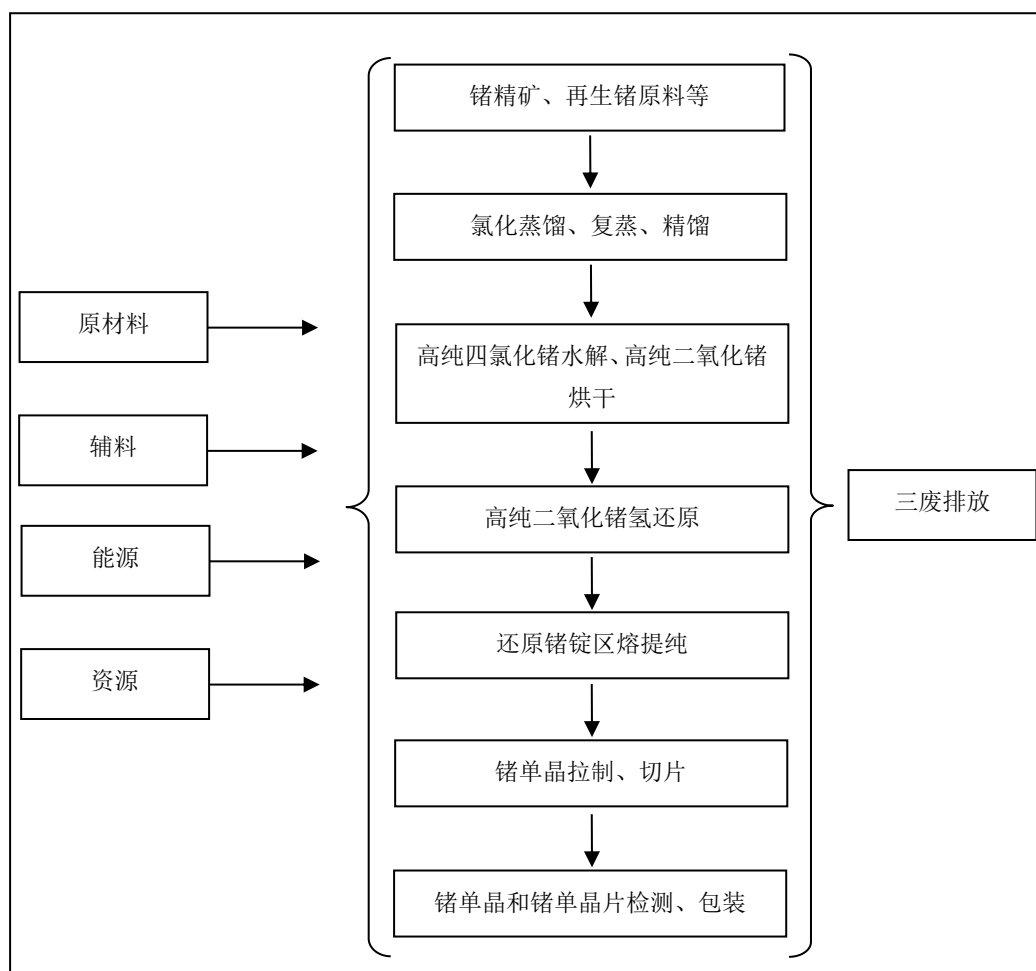 锗精矿、再生锗原料等
氯化蒸馏、复蒸、精馏
高纯四氯化锗水解、高纯二氧化锗
烘干
高纯二氧化锗氢还原
还原锗锭区熔提纯
锗单晶拉制、切片
锗单晶和锗单晶片检测、包装
原材料
辅料
能源
资源
三废排放